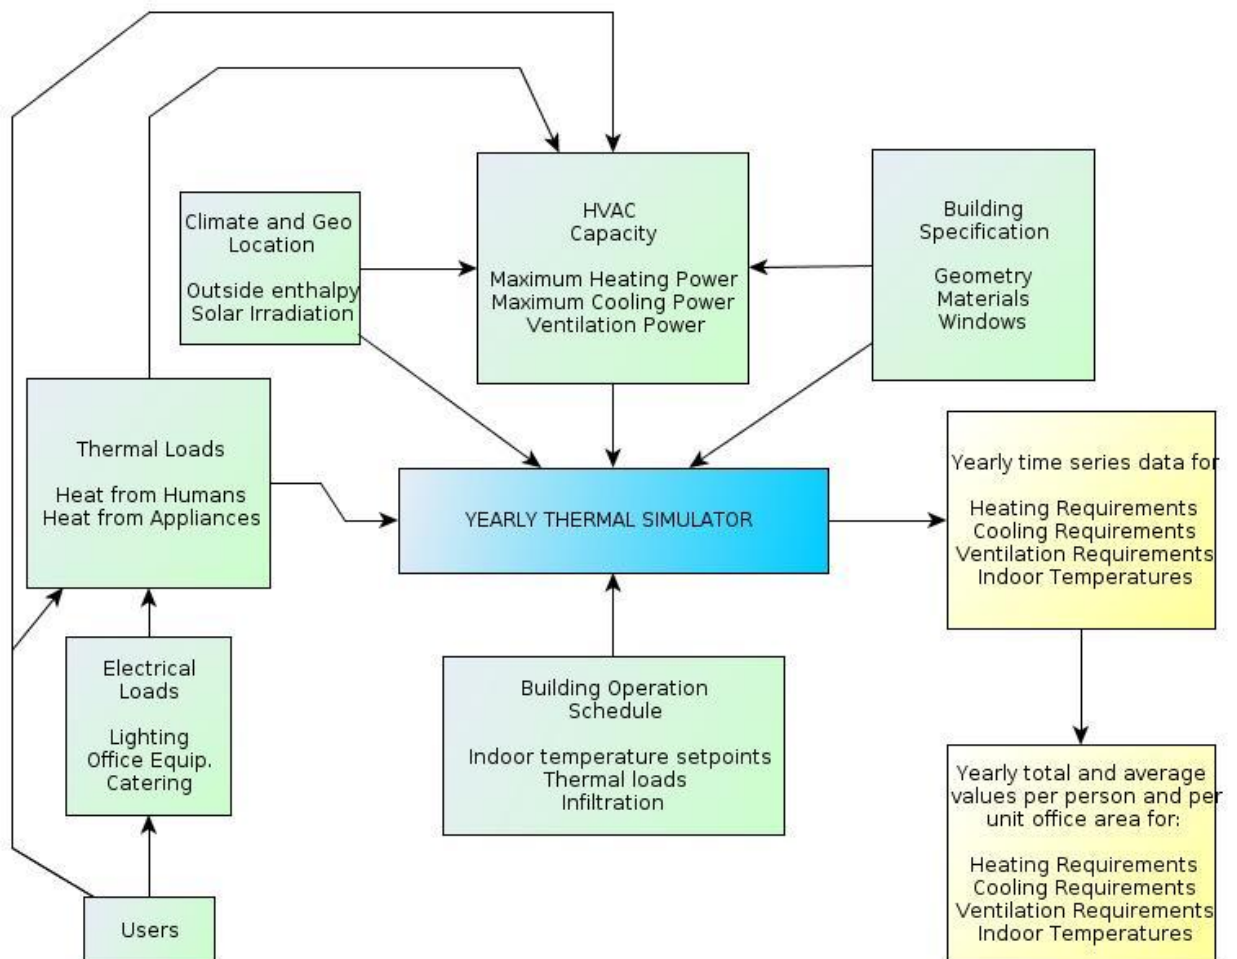 HVAC
Capacity
Maximum Heating Power
Maximum Cooling Power
Ventilation Power
Climate and Geo
Location
Outside enthalpy
Solar Irradiation
Building
Specification
Geometry
Materials
Windows
Thermal Loads
Heat from Humans
Heat from Appliances
YEARLY THERMAL SIMULATOR
Yearly time series data for
Heating Requirements
Cooling Requirements
Ventilation Requirements
Indoor Temperatures
Electrical
Loads
Lighting
Office Equip.
Catering
Building Operation
Schedule
Indoor temperature setpoints
Thermal loads
Infiltration
Yearly total and average
values per person and per
unit office area for:
Heating Requirements
Cooling Requirements
Ventilation Requirements
Indoor Temperatures
Users